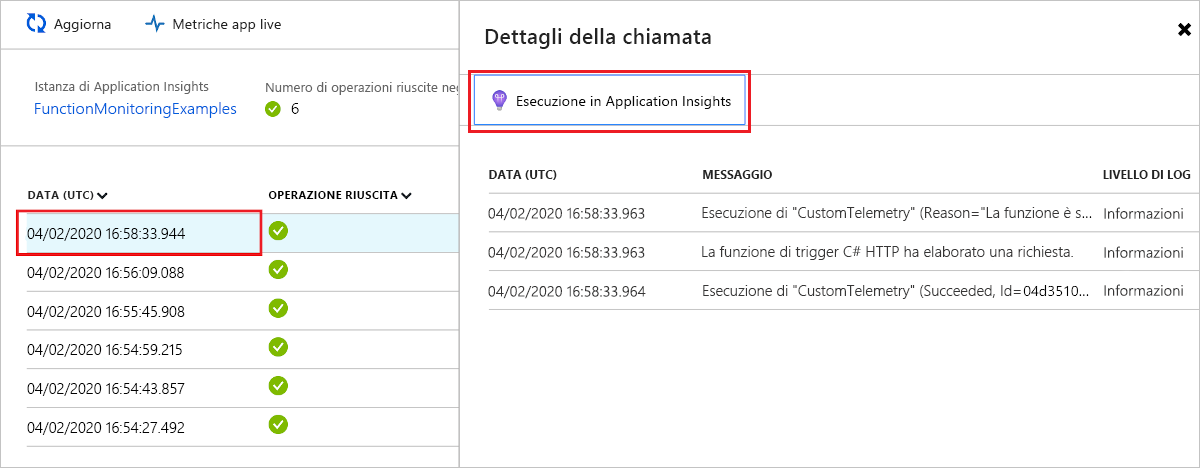 Aggiorna Metriche app live
Istanza di Application Insights Numero di operazioni riuscite neg
FunctionMonitoringExamples 6
DATA (UTC) OPERAZIONE RIUSCITA
04/02/2020 16:58:33.944
04/02/2020 16:56:09.088
04/02/2020 16:55:45.908
04/02/2020 16:54:59.215
04/02/2020 16:54:43.857
04/02/2020 16:54:27.492
Dettagli della chiamata
Esecuzione in Application Insights
DATA (UTC) MESSAGGIO LIVELLO DI LOG
04/02/2020 16:58:33.963 Esecuzione di "CustomTelemetry" (Reason="La funzione è s... Informazioni
04/02/2020 16:58:33.963 La funzione di trigger C# HTTP ha elaborato una richiesta. Informazioni
04/02/2020 16:58:33.964 Esecuzione di "CustomTelemetry" (Succeeded, Id=04d3510... Informazioni